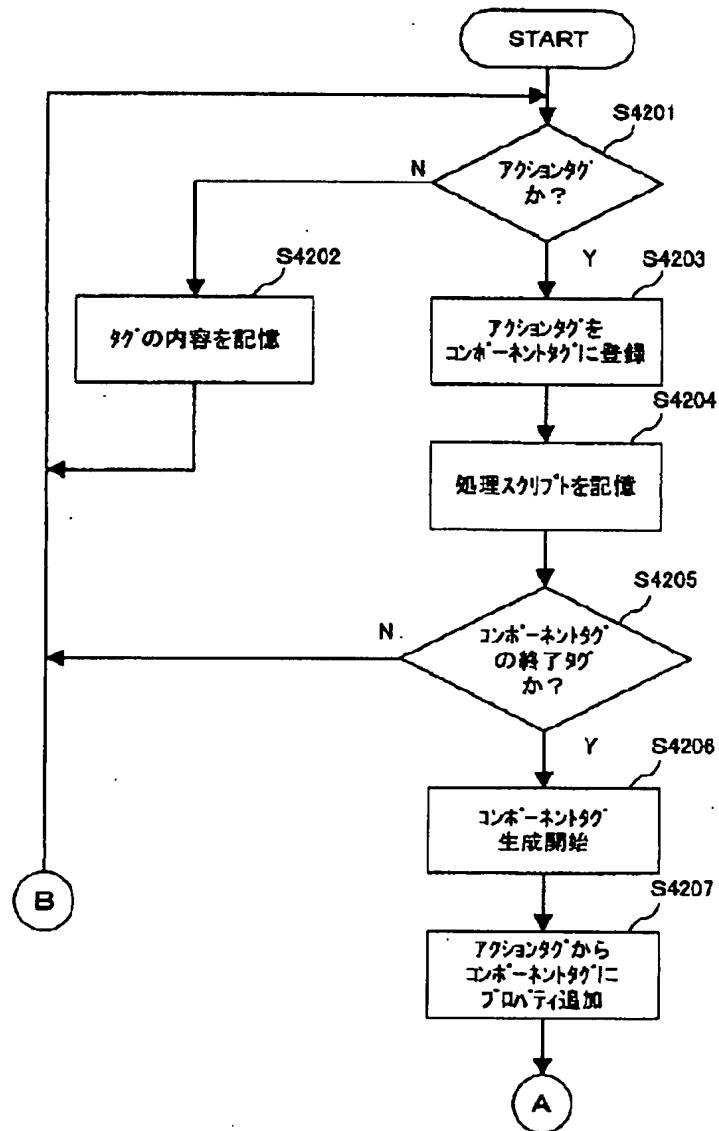 START
S4201
アクションタグ
か?
N
Y
S4202
タグの内容を記憶
S4203
アクションタグを
コンポーネントタグに登録
S4204
処理スクリプトを記憶
S4205
コンポーネントタグ
の終了タグ
か?
N
Y
S4206
コンポーネントタグ
生成開始
S4207
アクションタグから
コンポーネントタグに
プロパティ追加
B
A